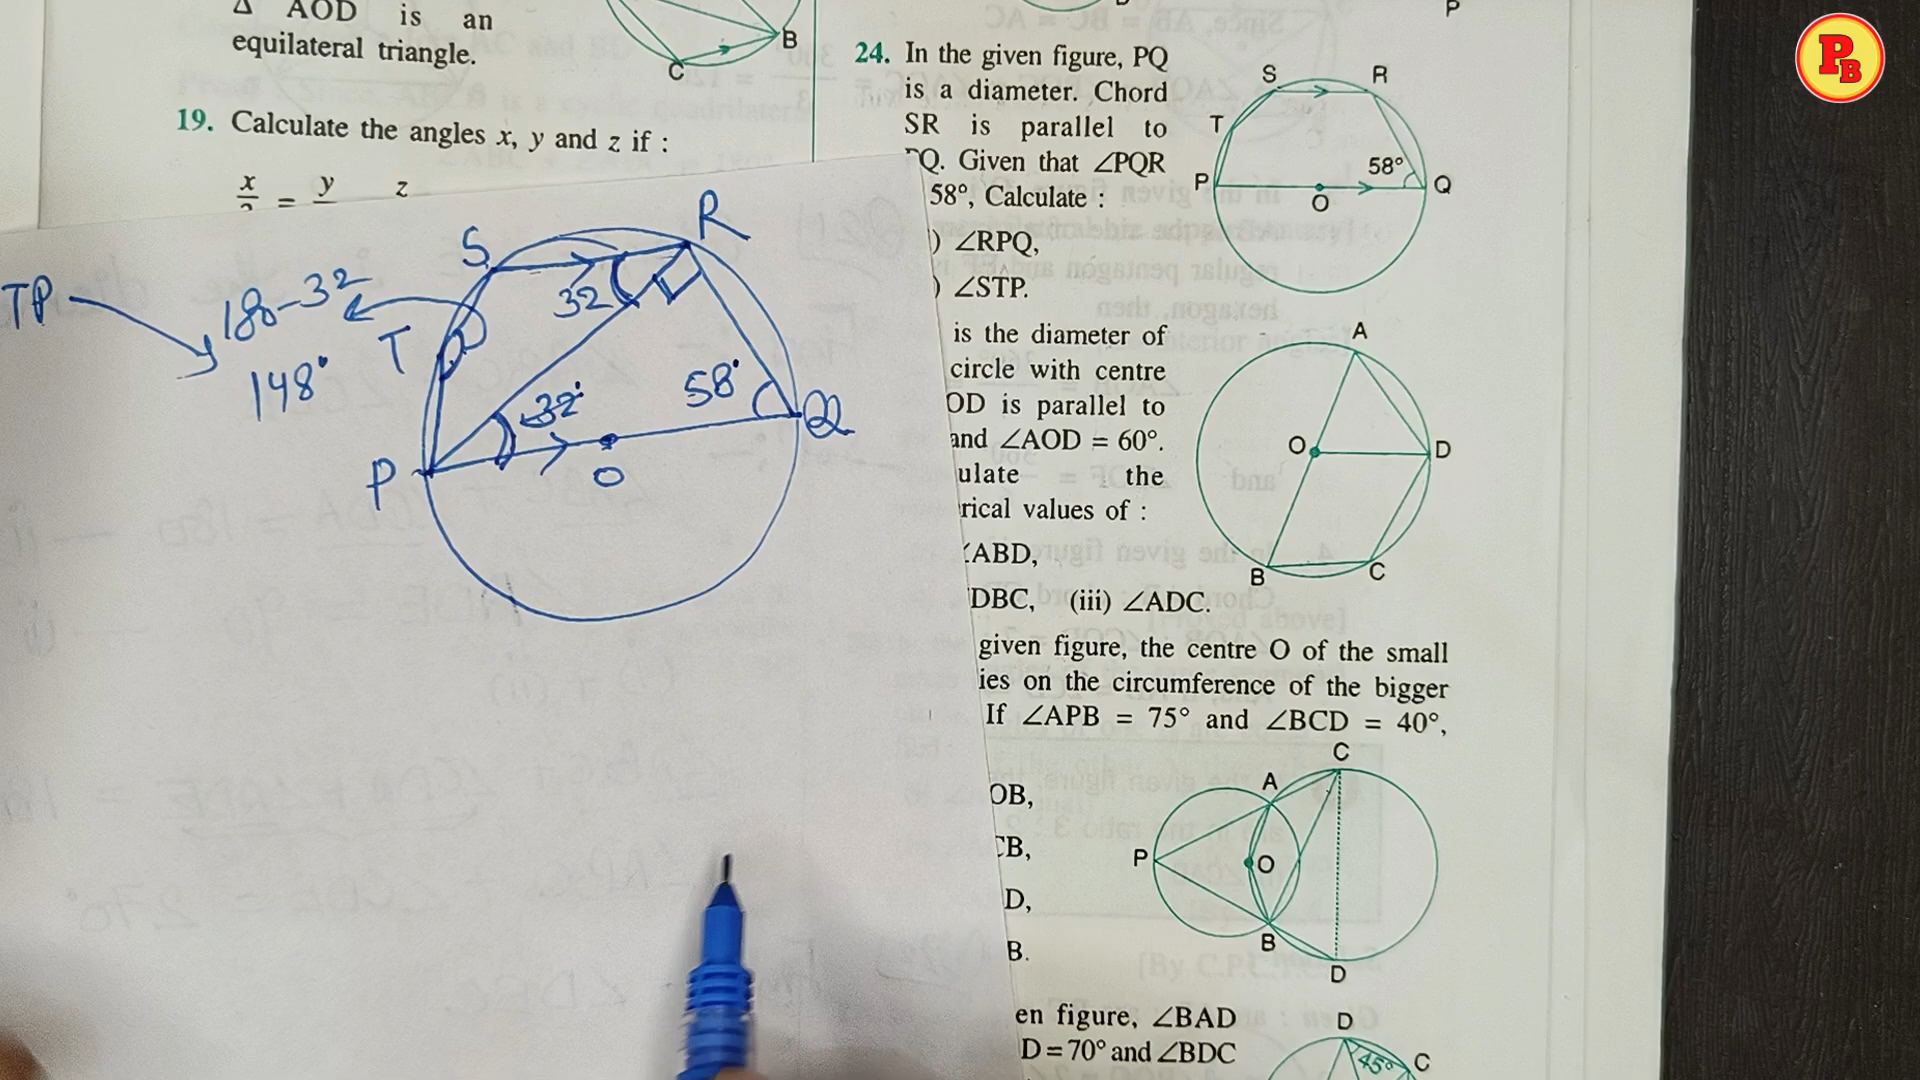 Δ AOD is an
equilateral triangle.
B
C
19. Calculate the angles x, y and z if :
x = y z
TP
180-32
148°
S
R
T
32
32°
58°
P
O
Q
24. In the given figure, PQ
is a diameter. Chord
SR is parallel to
PQ. Given that ∠PQR
58°, Calculate :
) ∠RPQ,
) ∠STP.
S R
T
P
58°
Q
O
is the diameter of
circle with centre
OD is parallel to
and ∠AOD = 60°.
ulate the
rical values of :
∠ABD,
DBC, (iii) ∠ADC.
A
O
D
B
C
given figure, the centre O of the small
ies on the circumference of the bigger
If ∠APB = 75° and ∠BCD = 40°,
OB,
CB,
D,
B.
C
A
P
O
B
D
en figure, ∠BAD
D = 70° and ∠BDC
D
45°
C
P
PB